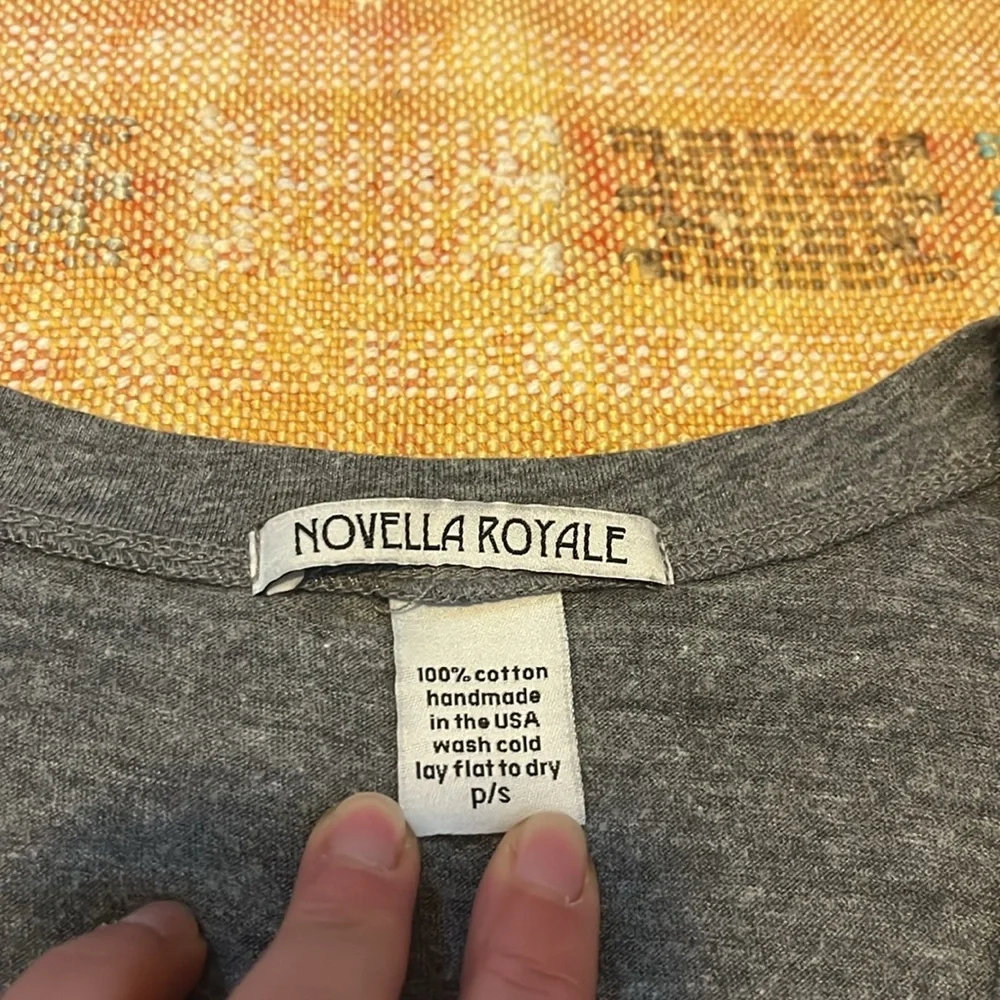 NOVELLA ROYALE
100% cotton
handmade
in the USA
wash cold
lay flat to dry
p/s